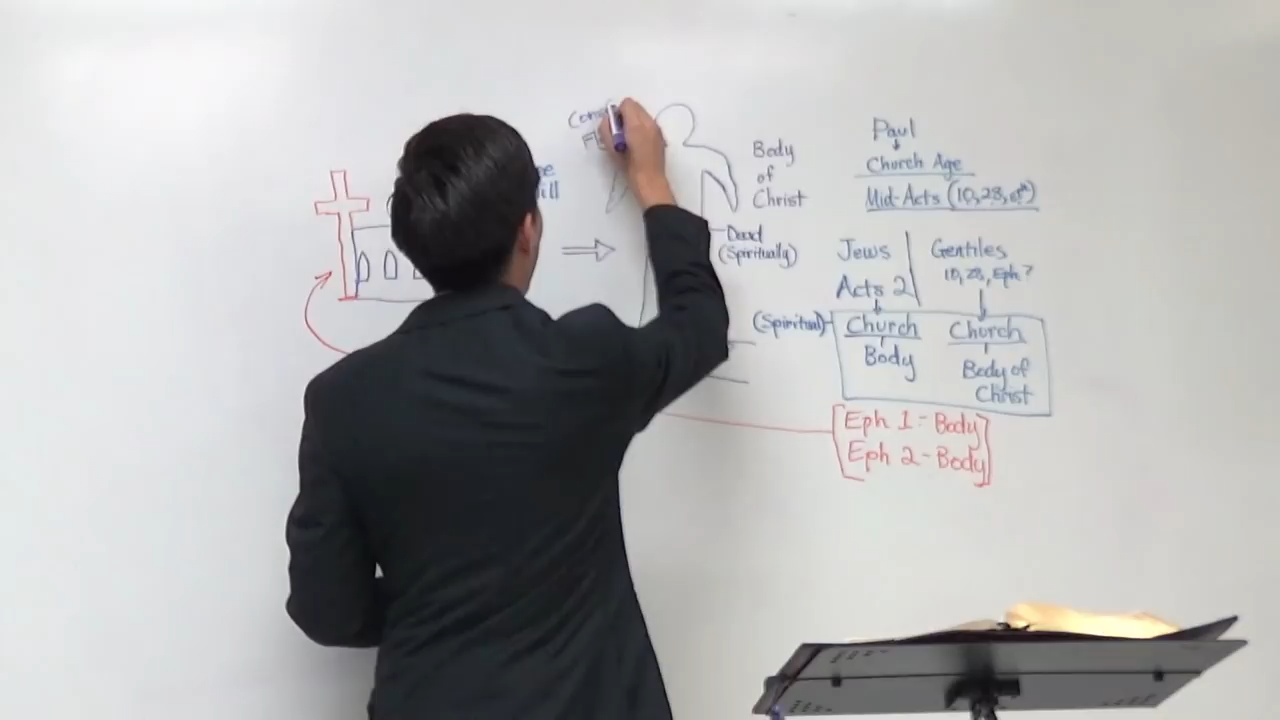 Body
of
Christ
Dead
(Spiritually)
Paul
Church Age
Mid-Acts (10, 28,
Jews
Gentiles
10, 28, Eph?
Acts 2
(Spiritual)
Church
Church
Body
Body of
Christ
Eph 1 - Body
Eph 2 - Body